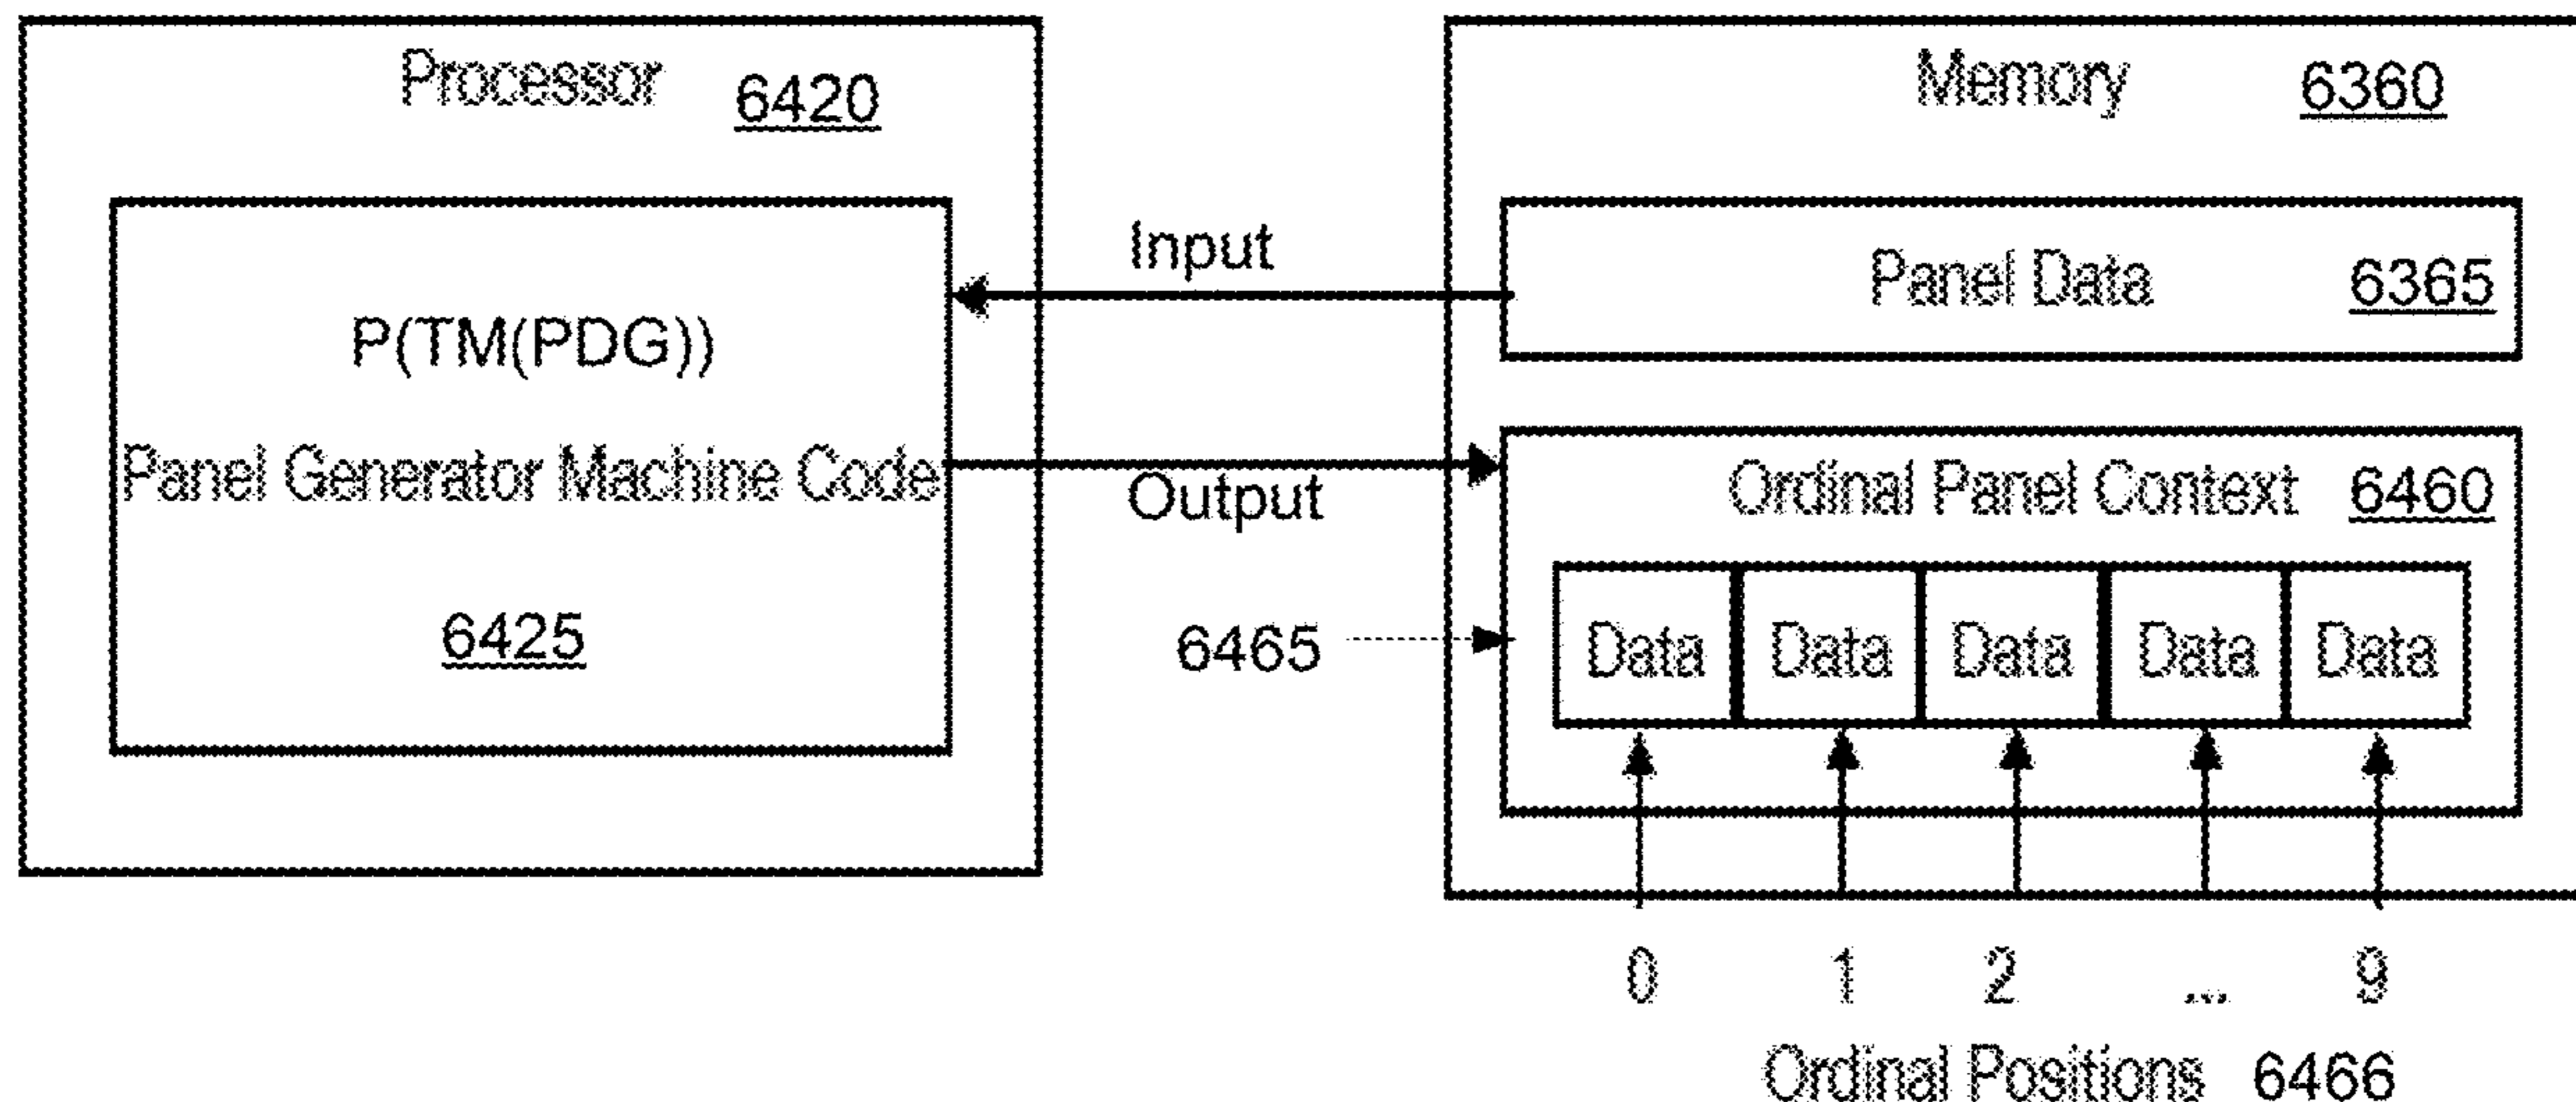 Processor 6420
P(TM(PDG))
Panel Generator Machine Code
6425
Input
Output
6465
Memory 6360
Panel Data 6365
Ordinal Panel Context 6460
Data Data Data Data Data
0 1 2 ... 9
Ordinal Positions 6466